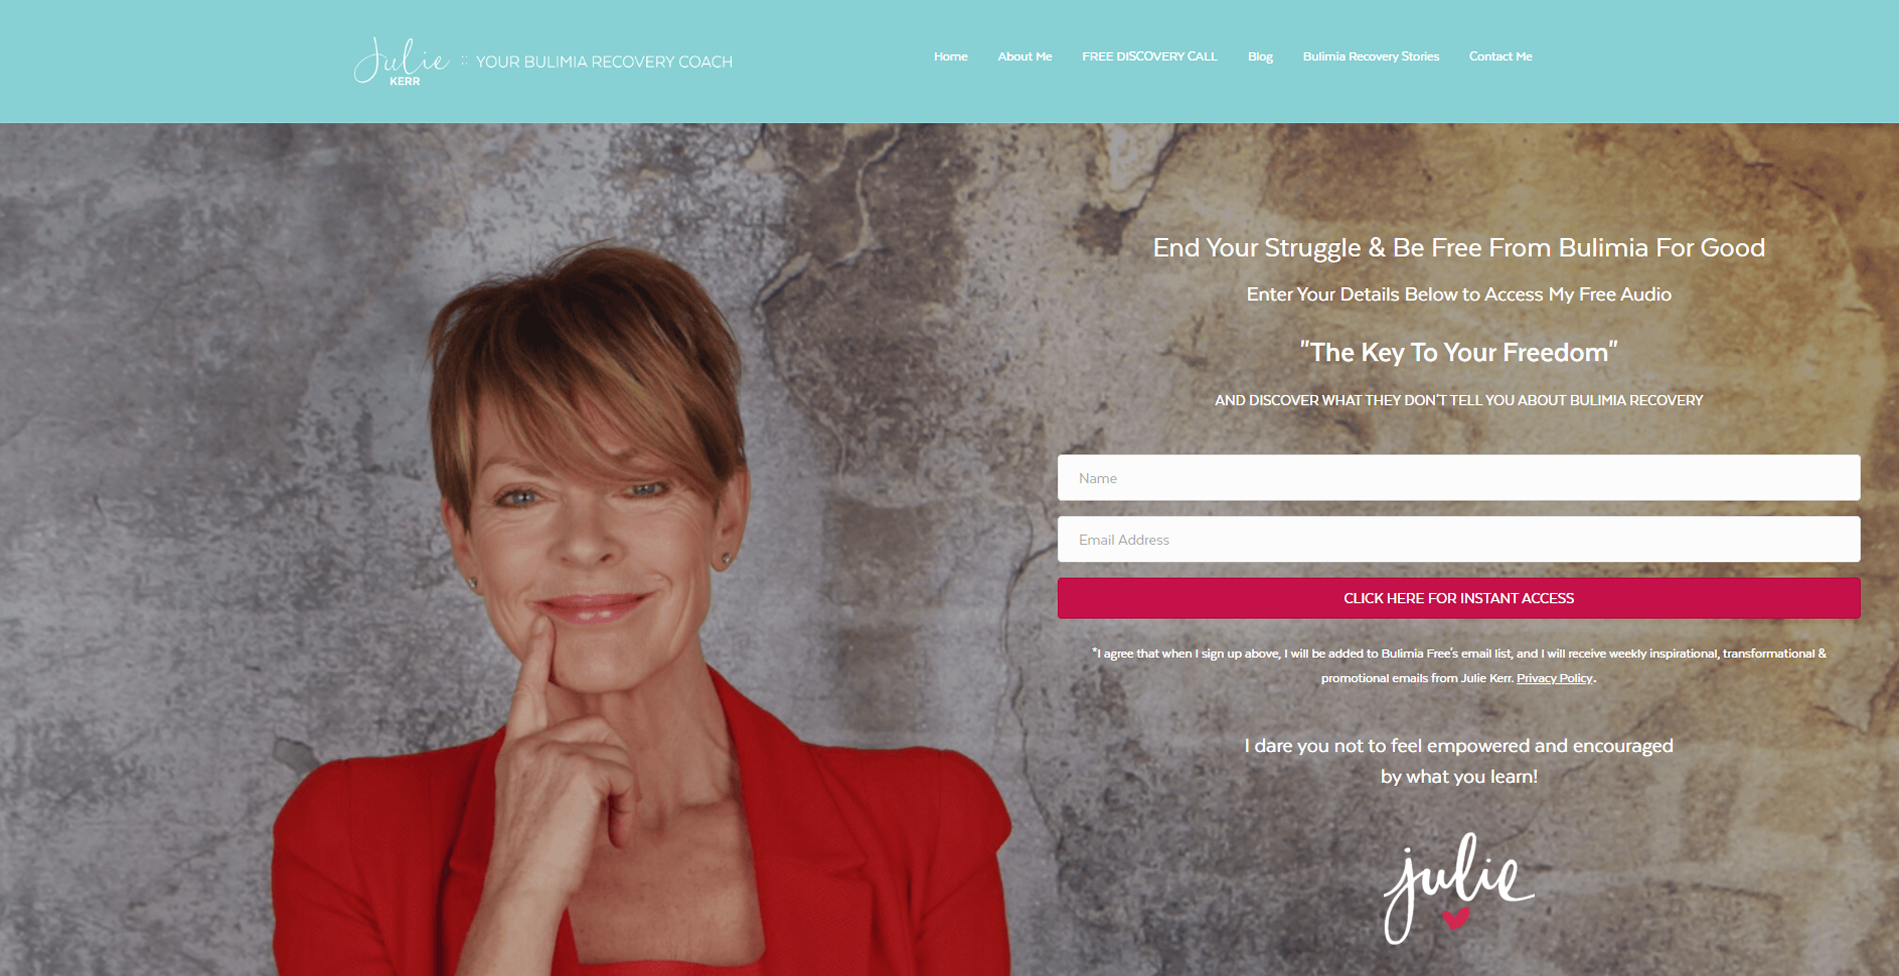 Julie
KERR
:: YOUR BULIMIA RECOVERY COACH
Home
About Me
FREE DISCOVERY CALL
Blog
Bulimia Recovery Stories
Contact Me
End Your Struggle & Be Free From Bulimia For Good
Enter Your Details Below to Access My Free Audio
"The Key To Your Freedom"
AND DISCOVER WHAT THEY DON'T TELL YOU ABOUT BULIMIA RECOVERY
Name
Email Address
CLICK HERE FOR INSTANT ACCESS
*I agree that when I sign up above, I will be added to Bulimia Free's email list, and I will receive weekly inspirational, transformational &
promotional emails from Julie Kerr. Privacy Policy.
I dare you not to feel empowered and encouraged
by what you learn!
julie